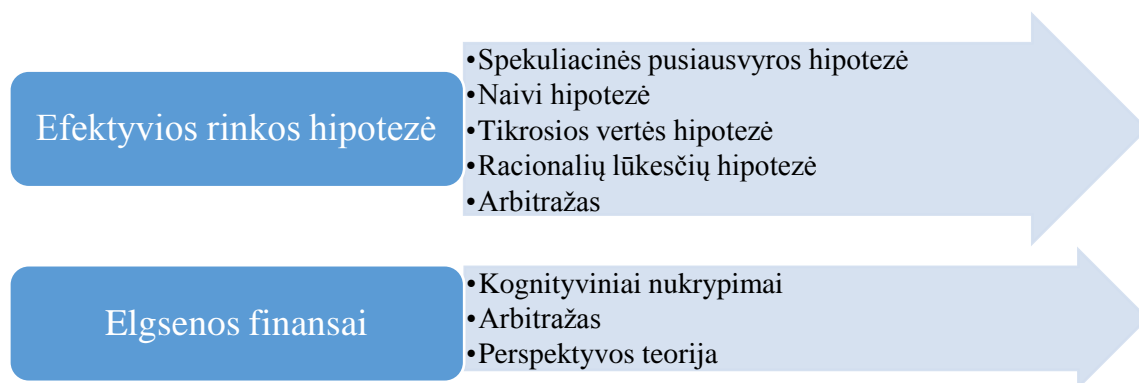 Efektyvios rinkos hipotezė
•Spekuliacinės pusiausvyros hipotezė
•Naivi hipotezė
•Tikrosios vertės hipotezė
•Racionalių lūkesčių hipotezė
•Arbitražas
Elgsenos finansai
•Kognityviniai nukrypimai
•Arbitražas
•Perspektyvos teorija